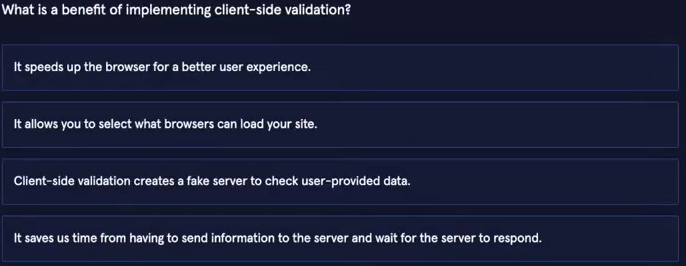 What is a benefit of implementing client-side validation?
It speeds up the browser for a better user experience.
It allows you to select what browsers can load your site.
Client-side validation creates a fake server to check user-provided data.
It saves us time from having to send information to the server and wait for the server to respond.